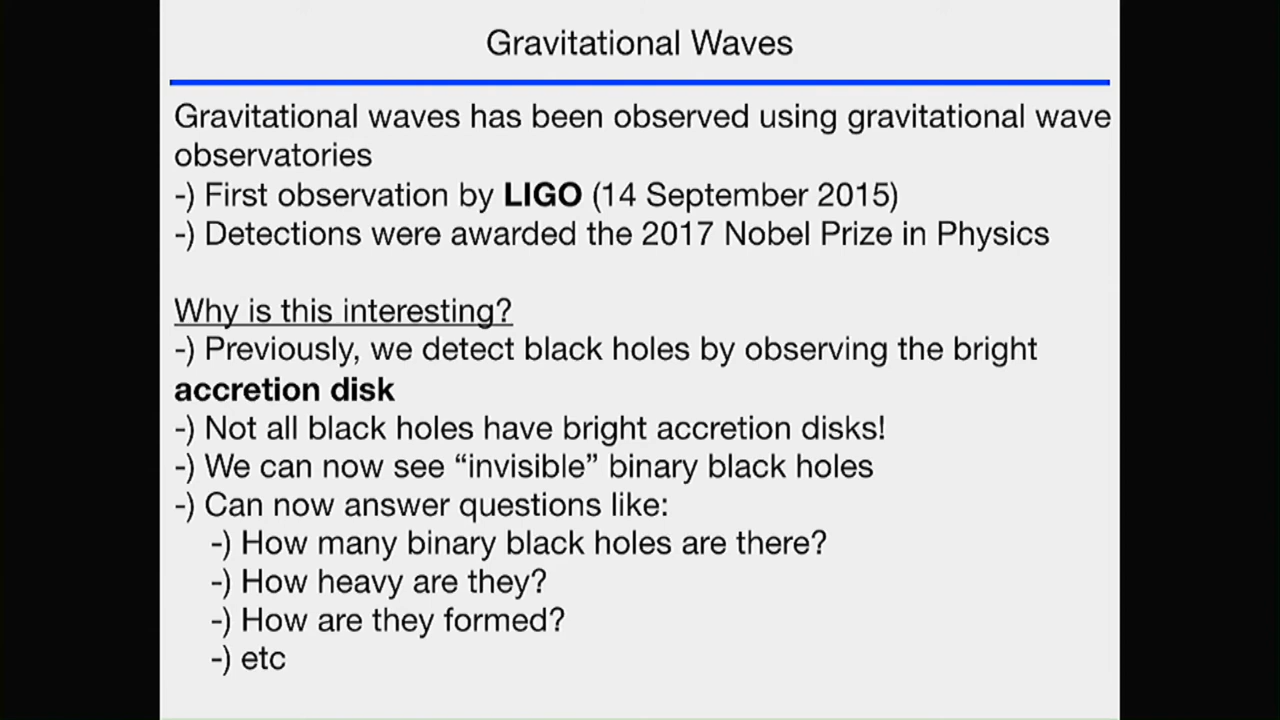 Gravitational Waves
Gravitational waves has been observed using gravitational wave
observatories
-) First observation by LIGO (14 September 2015)
-) Detections were awarded the 2017 Nobel Prize in Physics
Why is this interesting?
-) Previously, we detect black holes by observing the bright
accretion disk
-) Not all black holes have bright accretion disks!
-) We can now see “invisible” binary black holes
-) Can now answer questions like:
-) How many binary black holes are there?
-) How heavy are they?
-) How are they formed?
-) etc